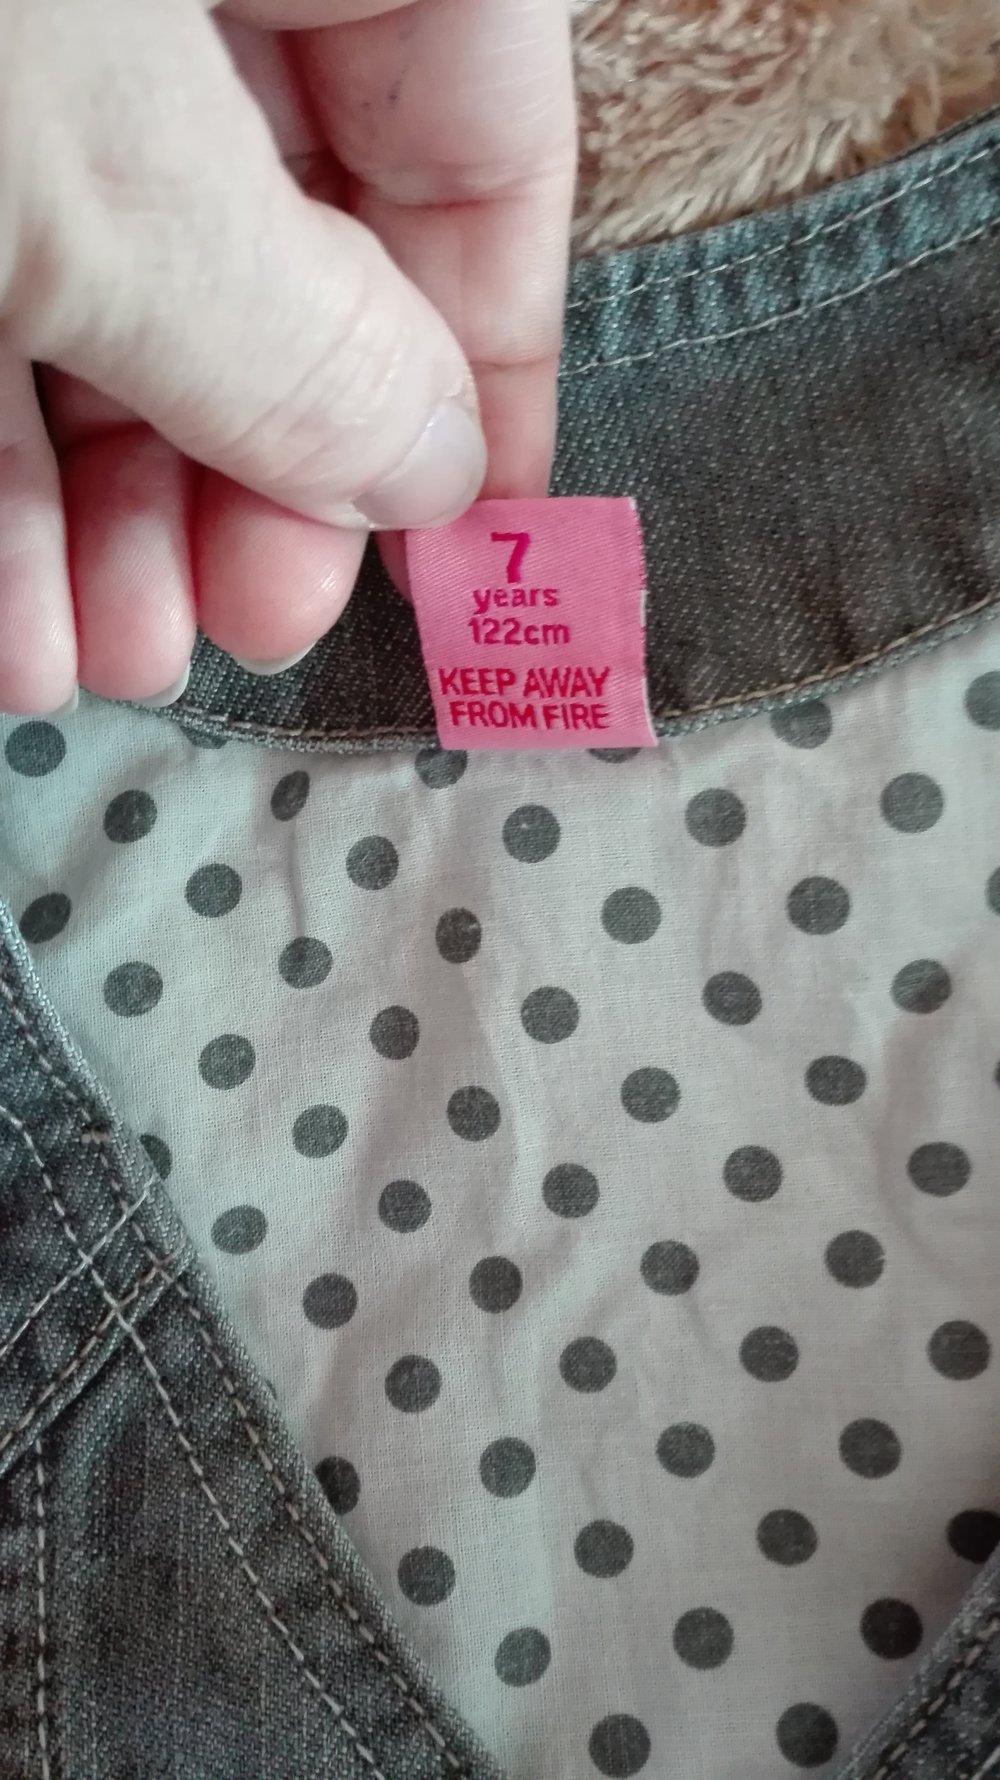 7
years
122cm
KEEP AWAY
FROM FIRE